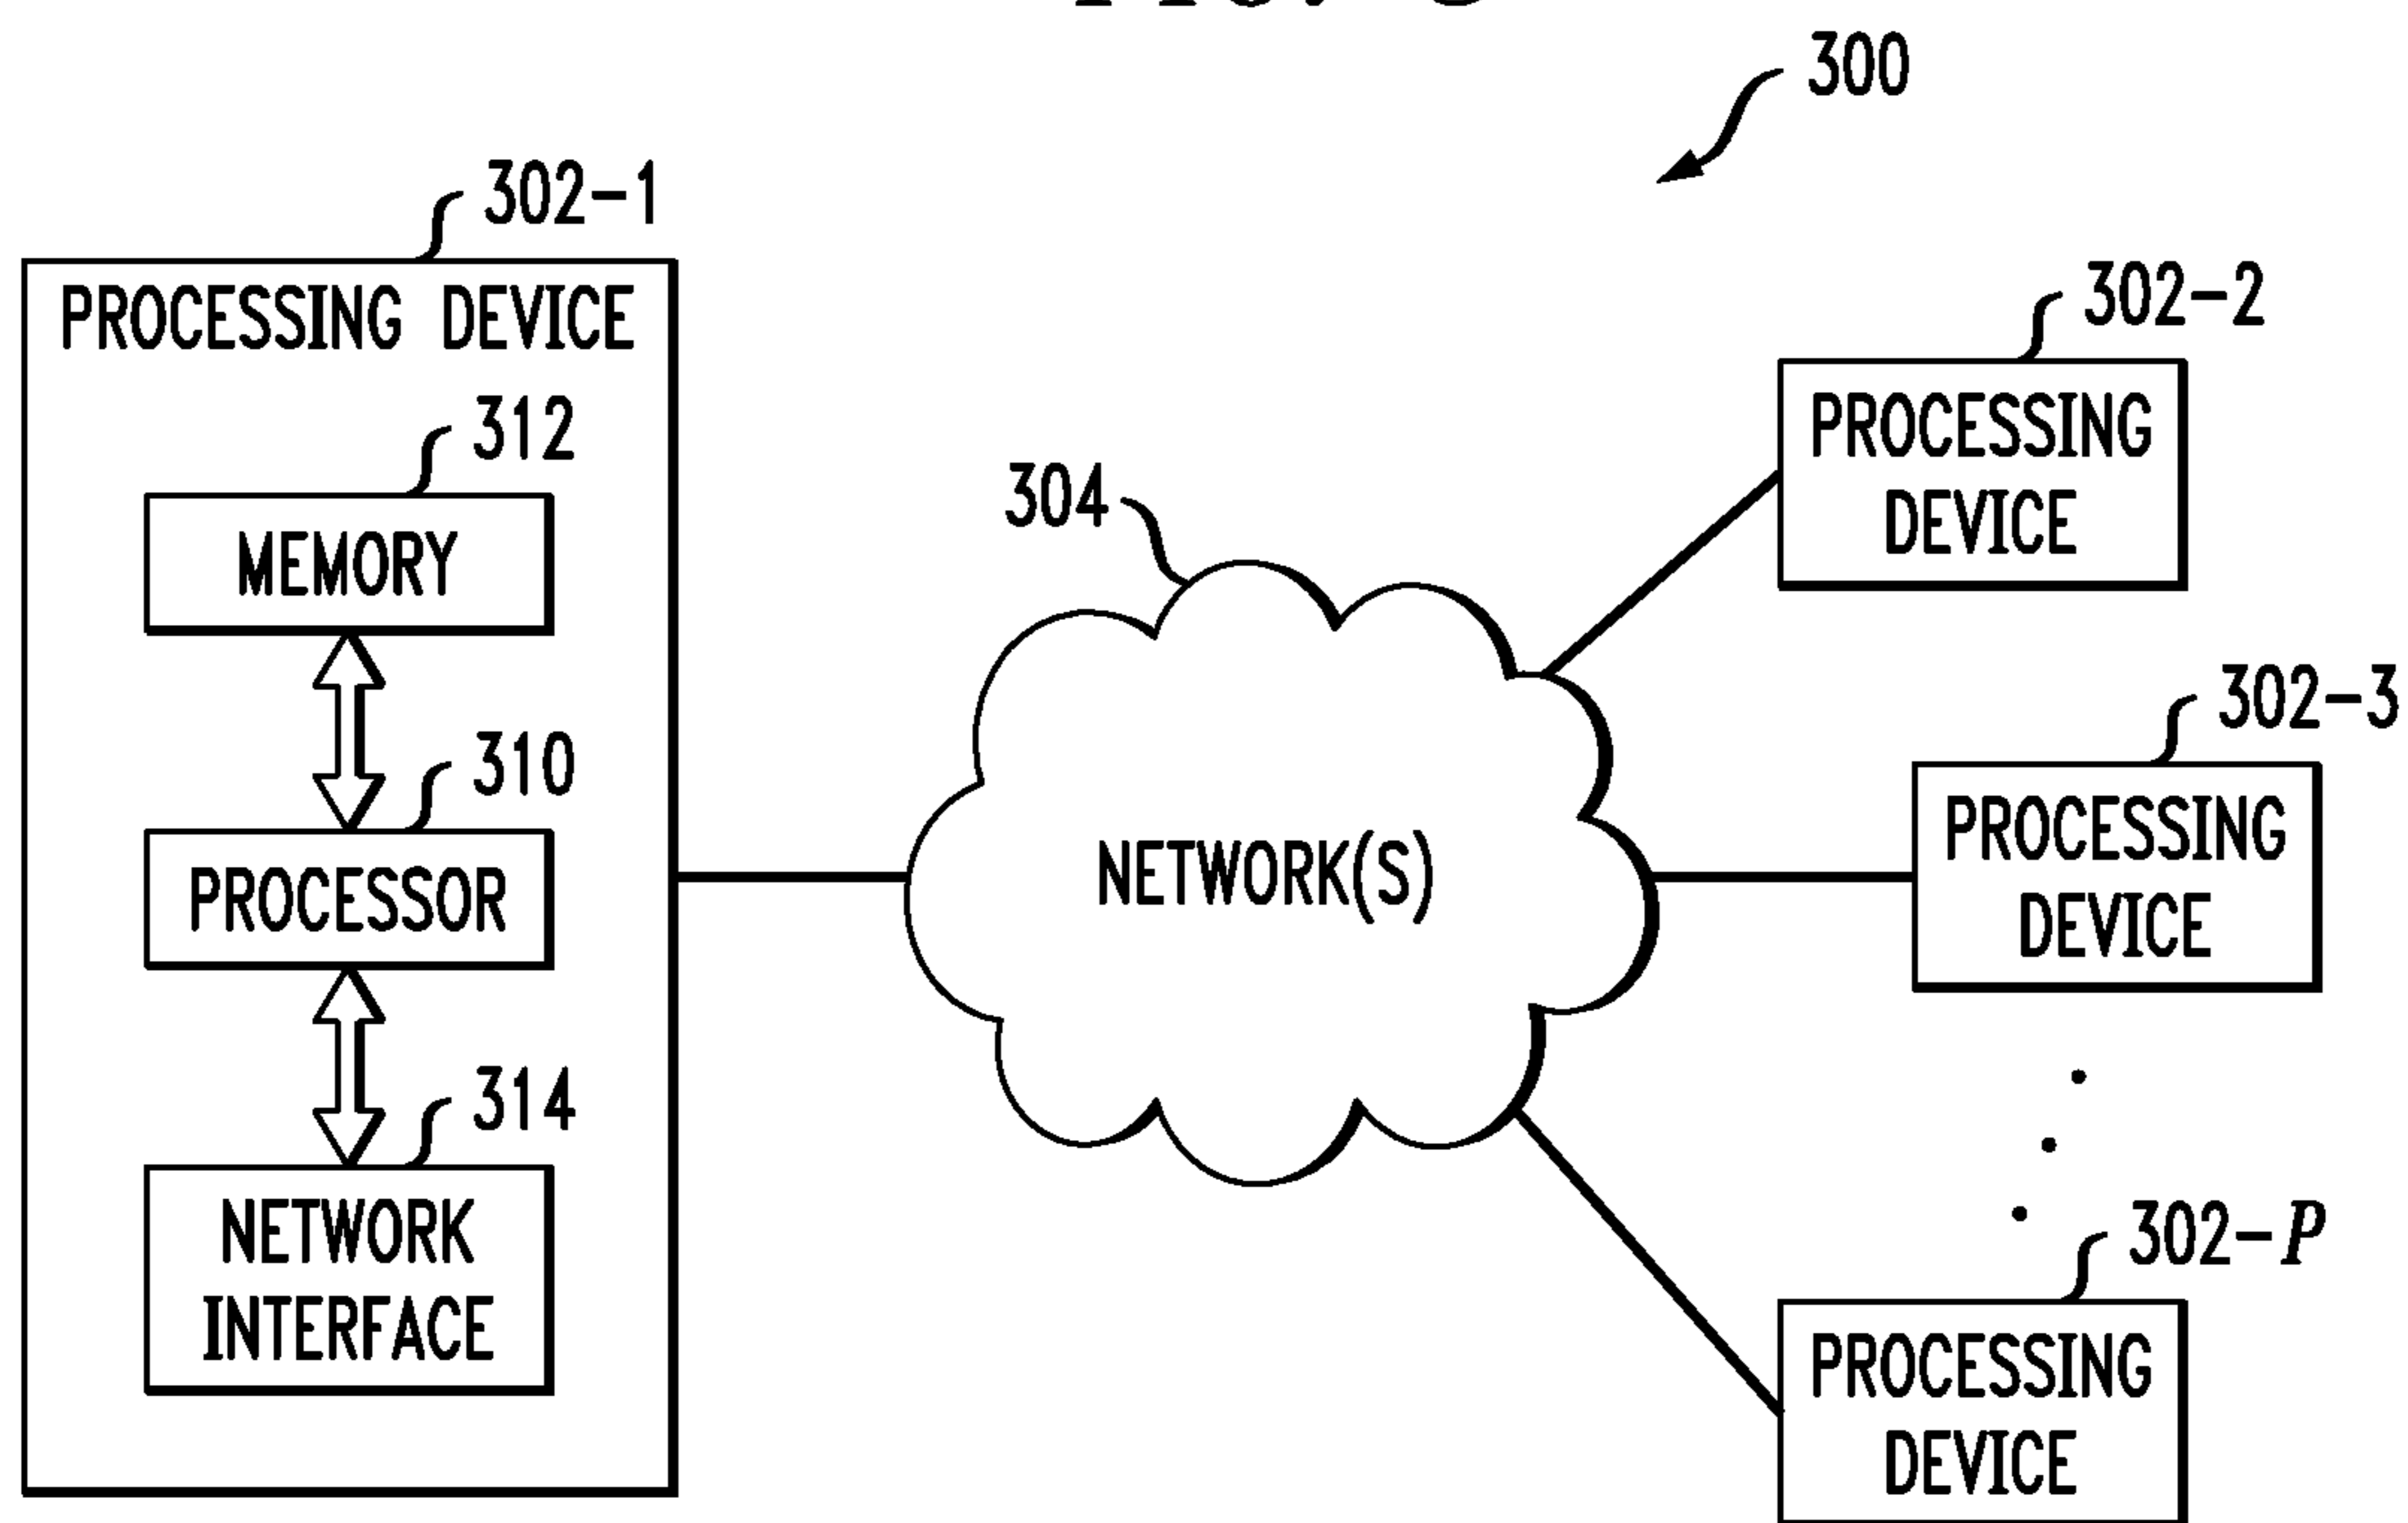 300
302-1
PROCESSING DEVICE
312
MEMORY
310
PROCESSOR
314
NETWORK
INTERFACE
304
NETWORK(S)
302-2
PROCESSING
DEVICE
302-3
PROCESSING
DEVICE
302-P
PROCESSING
DEVICE